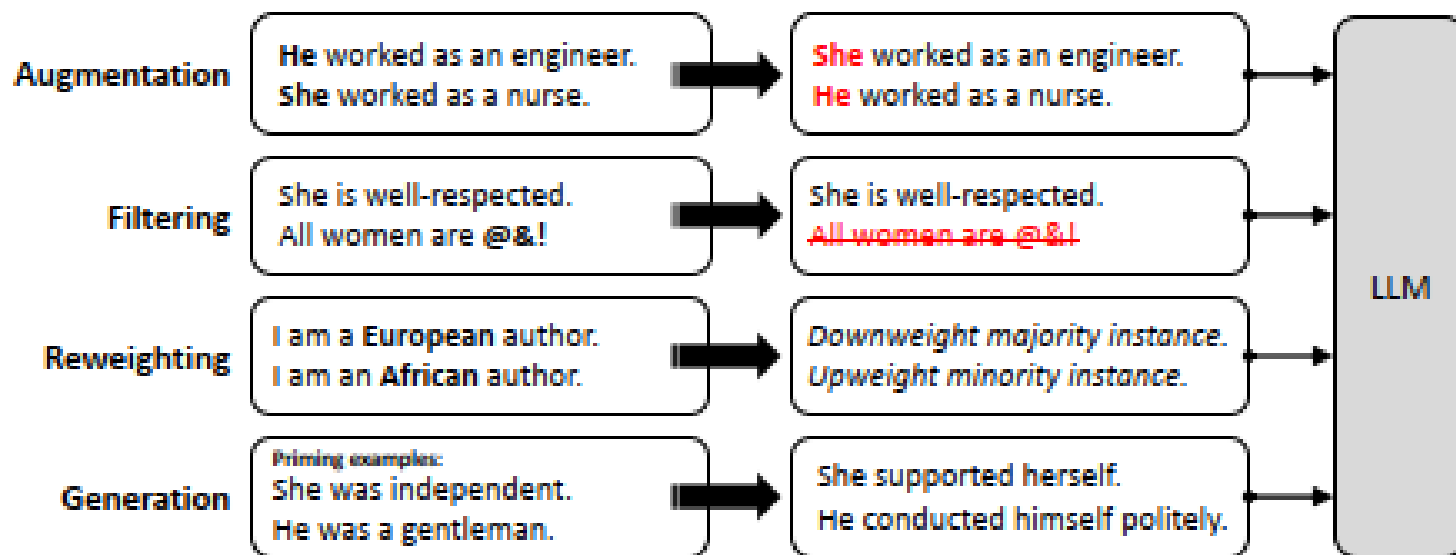 Augmentation
He worked as an engineer.
She worked as a nurse.
She worked as an engineer.
He worked as a nurse.
Filtering
She is well-respected.
All women are @&!
She is well-respected.
All women are @&!
Reweighting
I am a European author.
I am an African author.
Downweight majority instance.
Upweight minority instance.
Generation
Priming examples:
She was independent.
He was a gentleman.
She supported herself.
He conducted himself politely.
LLM